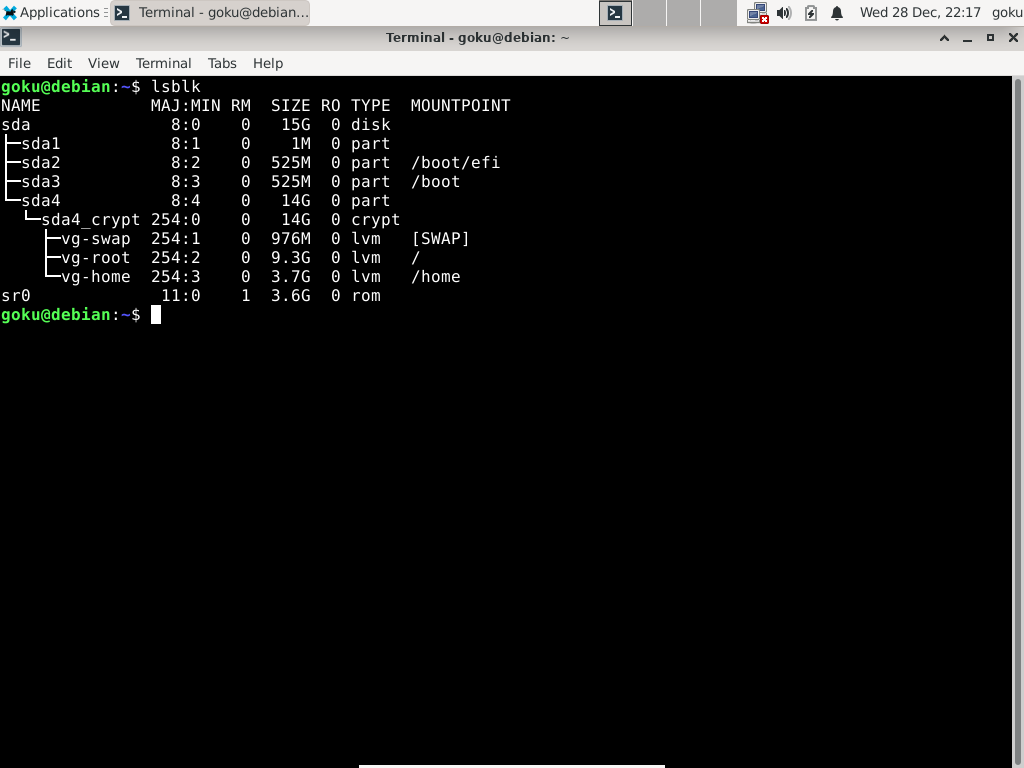 Applications Terminal - goku@debian... Wed 28 Dec, 22:17 goku
Terminal - goku@debian: ~
File Edit View Terminal Tabs Help
goku@debian:~$ lsblk
NAME           MAJ:MIN RM  SIZE RO TYPE  MOUNTPOINT
sda              8:0    0   15G  0 disk
├─sda1           8:1    0    1M  0 part
├─sda2           8:2    0  525M  0 part  /boot/efi
├─sda3           8:3    0  525M  0 part  /boot
└─sda4           8:4    0   14G  0 part
  └─sda4_crypt 254:0    0   14G  0 crypt
    ├─vg-swap  254:1    0  976M  0 lvm   [SWAP]
    ├─vg-root  254:2    0  9.3G  0 lvm   /
    └─vg-home  254:3    0  3.7G  0 lvm   /home
sr0             11:0    1  3.6G  0 rom
goku@debian:~$